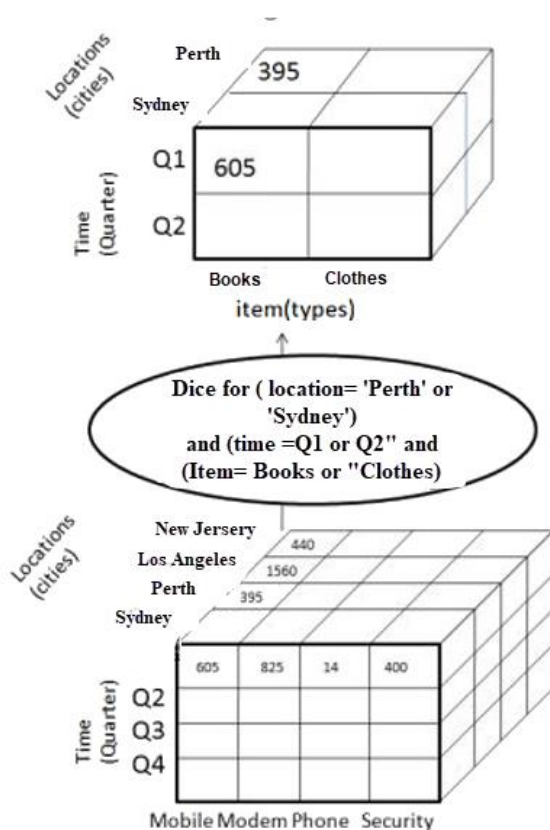 Locations
(cities)
Perth
395
Sydney
Q1
605
Q2
Time
(Quarter)
Books Clothes
item(types)
Dice for ( location= 'Perth' or
'Sydney')
and (time =Q1 or Q2" and
(Item= Books or "Clothes)
Locations
(cities)
New Jersery
440
Los Angeles
1560
Perth
395
Sydney
605 825 14 400
Q2
Q3
Q4
Time
(Quarter)
Mobile Modem Phone Security